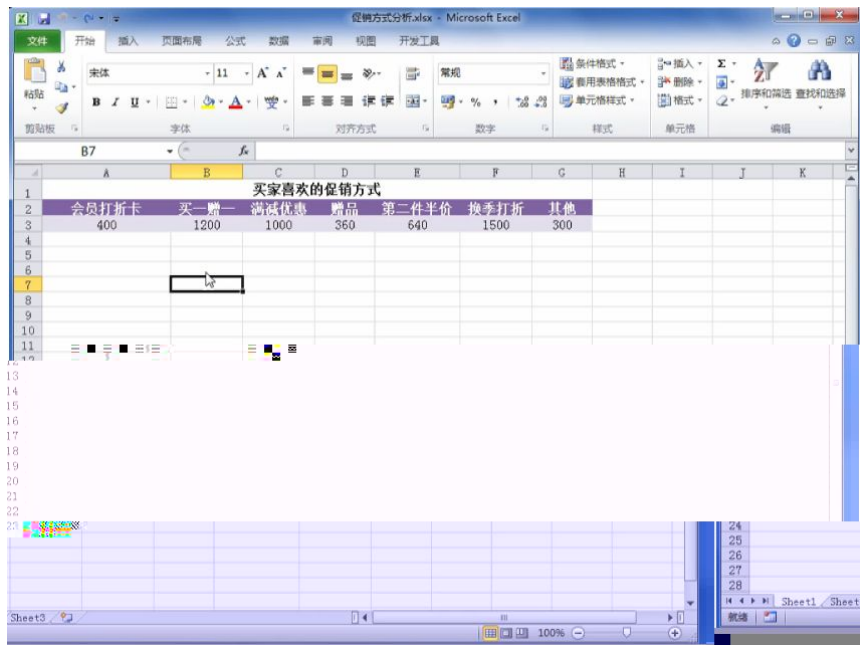 促销方式分析.xlsx - Microsoft Excel
文件 开始 插入 页面布局 公式 数据 审阅 视图 开发工具
宋体 11 A A 常规 条件格式 插入 Σ
粘贴 B I U A % , 套用表格格式 删除 排序和筛选 查找和选择
单元格样式 格式
剪贴板 字体 对齐方式 数字 样式 单元格 编辑
B7 fx
A B C D E F G H I J K
1 买家喜欢的促销方式
2 会员打折卡 买一赠一 满减优惠 赠品 第二件半价 换季打折 其他
3 400 1200 1000 360 640 1500 300
4
5
6
7
8
9
10
11
12
13
14
15
16
17
18
19
20
21
22
23
24
25
26
27
28
Sheet1 Sheet
Sheet3
就绪
100%